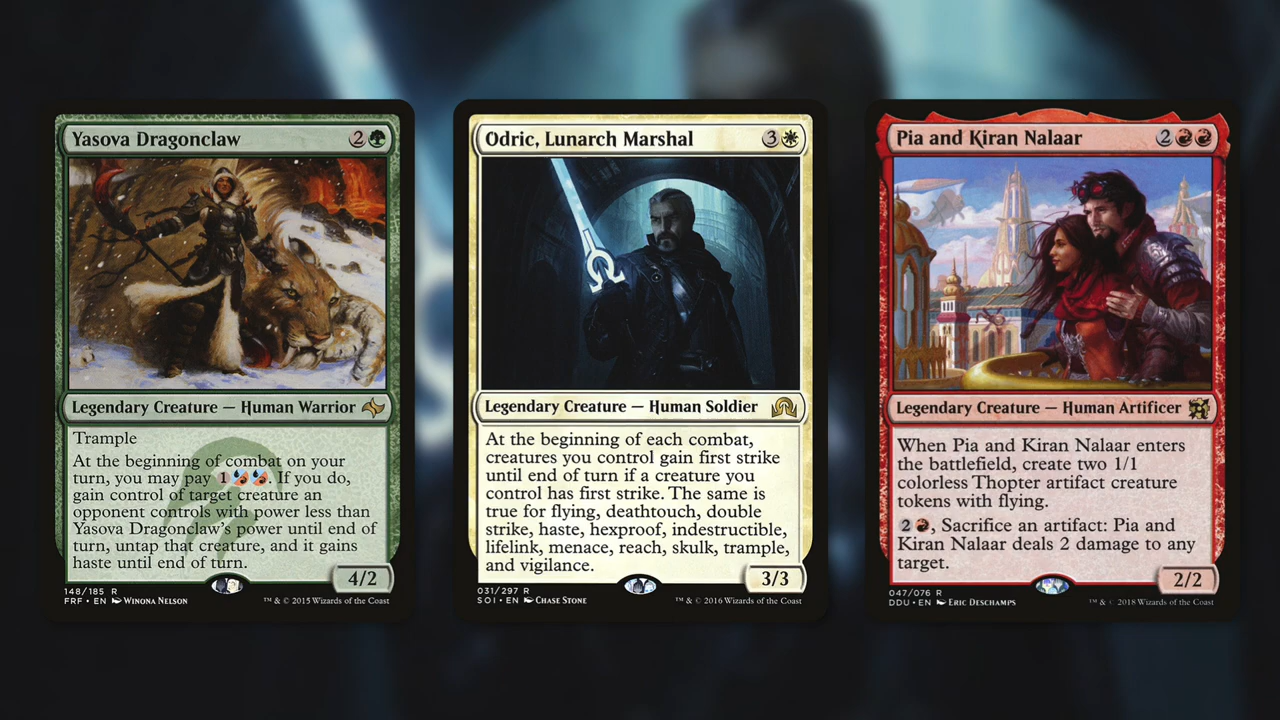 Yasova Dragonclaw 2
Legendary Creature — Human Warrior
Trample
At the beginning of combat on your
turn, you may pay 1. If you do,
gain control of target creature an
opponent controls with power less than
Yasova Dragonclaw's power until end of
turn, untap that creature, and it gains
haste until end of turn.
4/2
148/185 R
FRF • EN Winona Nelson
™ & © 2015 Wizards of the Coast
Odric, Lunarch Marshal 3
Legendary Creature — Human Soldier
At the beginning of each combat,
creatures you control gain first strike
until end of turn if a creature you
control has first strike. The same is
true for flying, deathtouch, double
strike, haste, hexproof, indestructible,
lifelink, menace, reach, skulk, trample,
and vigilance.
3/3
031/297 R
SOI • EN Chase Stone
™ & © 2016 Wizards of the Coast
Pia and Kiran Nalaar 2
Legendary Creature — Human Artificer
When Pia and Kiran Nalaar enters
the battlefield, create two 1/1
colorless Thopter artifact creature
tokens with flying.
2, Sacrifice an artifact: Pia and
Kiran Nalaar deals 2 damage to any
target.
2/2
047/076 R
DDU • EN Eric Deschamps
™ & © 2018 Wizards of the Coast